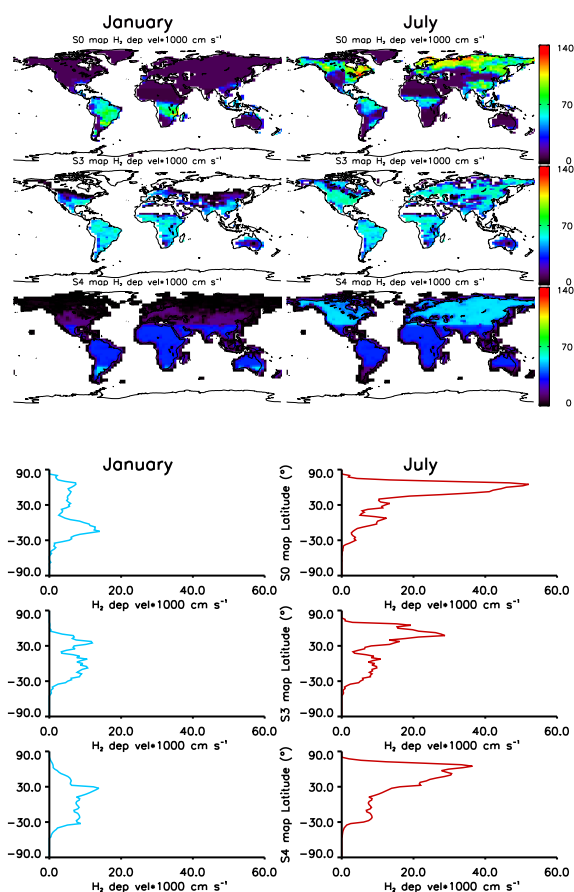 January July
S0 map H₂ dep vel*1000 cm s⁻¹ S0 map H₂ dep vel*1000 cm s⁻¹
140
70
0
S3 map H₂ dep vel*1000 cm s⁻¹ S3 map H₂ dep vel*1000 cm s⁻¹
140
70
0
S4 map H₂ dep vel*1000 cm s⁻¹ S4 map H₂ dep vel*1000 cm s⁻¹
140
70
0
January July
90.0
30.0
-30.0
-90.0
0.0 20.0 40.0 60.0
H₂ dep vel*1000 cm s⁻¹
S0 map Latitude (°)
90.0
30.0
-30.0
-90.0
0.0 20.0 40.0 60.0
H₂ dep vel*1000 cm s⁻¹
90.0
30.0
-30.0
-90.0
0.0 20.0 40.0 60.0
H₂ dep vel*1000 cm s⁻¹
S3 map Latitude (°)
90.0
30.0
-30.0
-90.0
0.0 20.0 40.0 60.0
H₂ dep vel*1000 cm s⁻¹
90.0
30.0
-30.0
-90.0
0.0 20.0 40.0 60.0
H₂ dep vel*1000 cm s⁻¹
S4 map Latitude (°)
90.0
30.0
-30.0
-90.0
0.0 20.0 40.0 60.0
H₂ dep vel*1000 cm s⁻¹